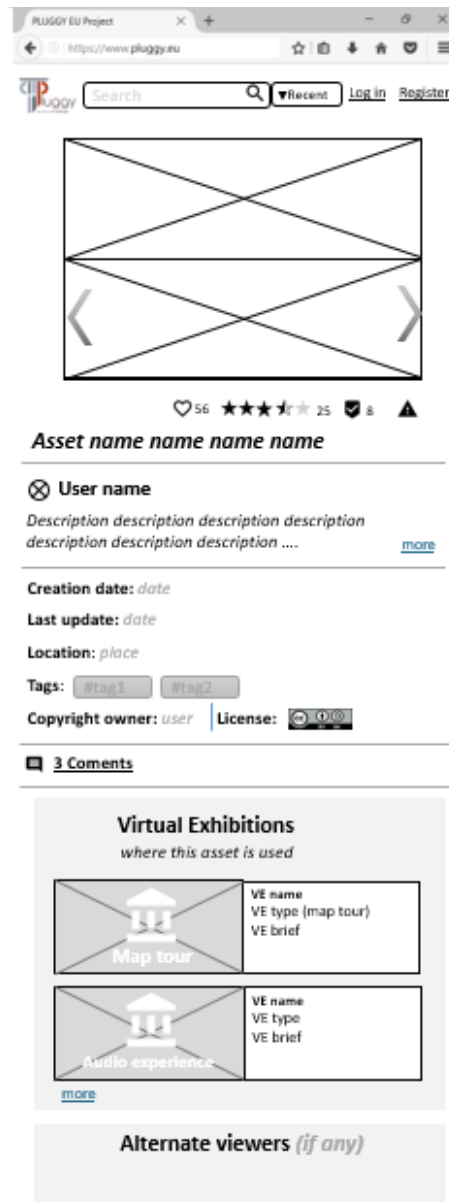 PLUGGY EU Project
https://www.pluggy.eu
Pluggy Search ▼Recent Log in Register
56 25 8
Asset name name name name
User name
Description description description description
description description description ....
more
Creation date: date
Last update: date
Location: place
Tags: #tag1 #tag2
Copyright owner: user License: cc
3 Coments
Virtual Exhibitions
where this asset is used
Map tour
VE name
VE type (map tour)
VE brief
Audio experience
VE name
VE type
VE brief
more
Alternate viewers (if any)